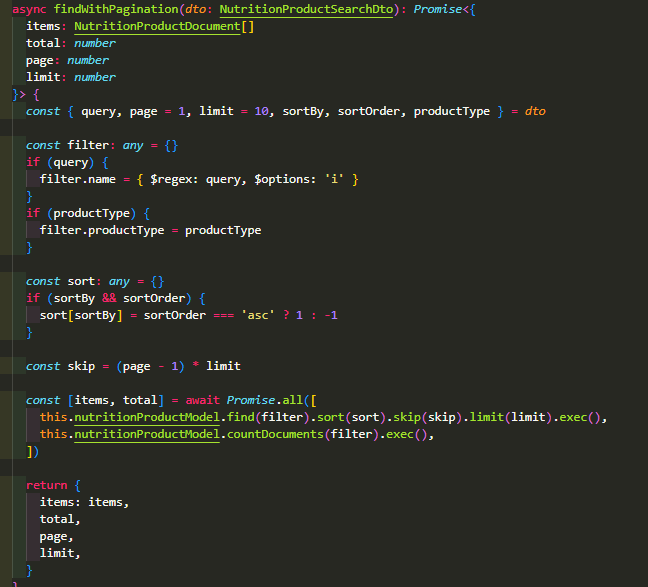 async findWithPagination(dto: NutritionProductSearchDto): Promise<{
items: NutritionProductDocument[]
total: number
page: number
limit: number
}> {
const { query, page = 1, limit = 10, sortBy, sortOrder, productType } = dto
const filter: any = {}
if (query) {
filter.name = { $regex: query, $options: 'i' }
}
if (productType) {
filter.productType = productType
}
const sort: any = {}
if (sortBy && sortOrder) {
sort[sortBy] = sortOrder === 'asc' ? 1 : -1
}
const skip = (page - 1) * limit
const [items, total] = await Promise.all([
this.nutritionProductModel.find(filter).sort(sort).skip(skip).limit(limit).exec(),
this.nutritionProductModel.countDocuments(filter).exec(),
])
return {
items: items,
total,
page,
limit,
}
}